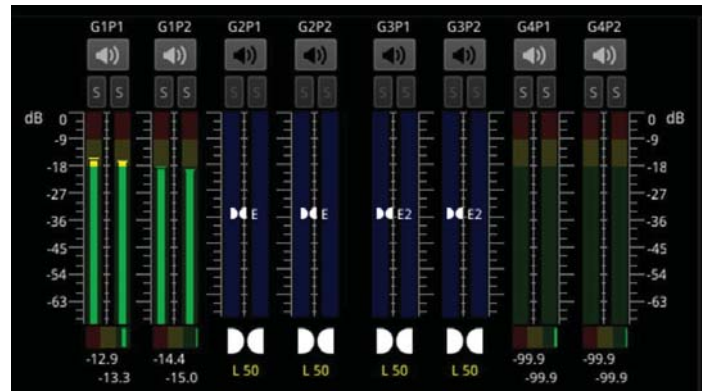 G1P1 G1P2 G2P1 G2P2 G3P1 G3P2 G4P1 G4P2
S S S S S S S S S S S S S S S S
dB 0 0 dB
-9 -9
-18 -18
-27 -27
E E E2 E2
-36 -36
-45 -45
-54 -54
-63 -63
-12.9 -14.4 L 50 L 50 L 50 L 50 -99.9 -99.9
-13.3 -15.0 -99.9 -99.9